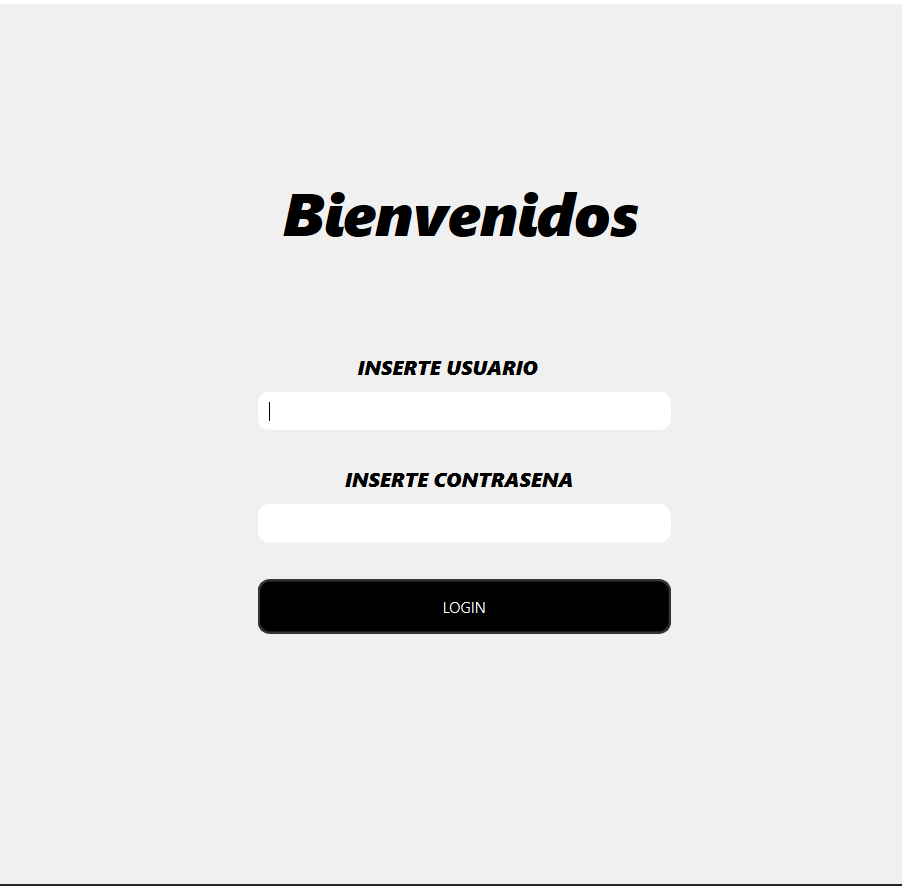 Bienvenidos
INSERTE USUARIO
INSERTE CONTRASENA
LOGIN